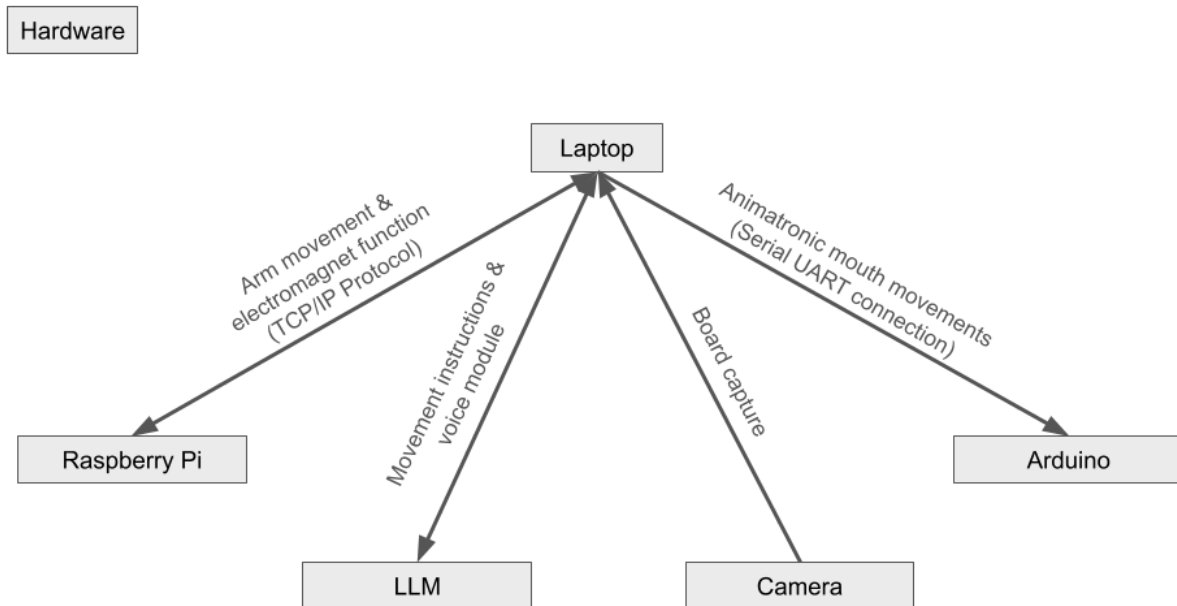 Hardware
Laptop
Arm movement &
electromagnet function
(TCP/IP Protocol)
Movement instructions &
voice module
Board capture
Animatronic mouth movements
(Serial UART connection)
Raspberry Pi
Arduino
LLM
Camera